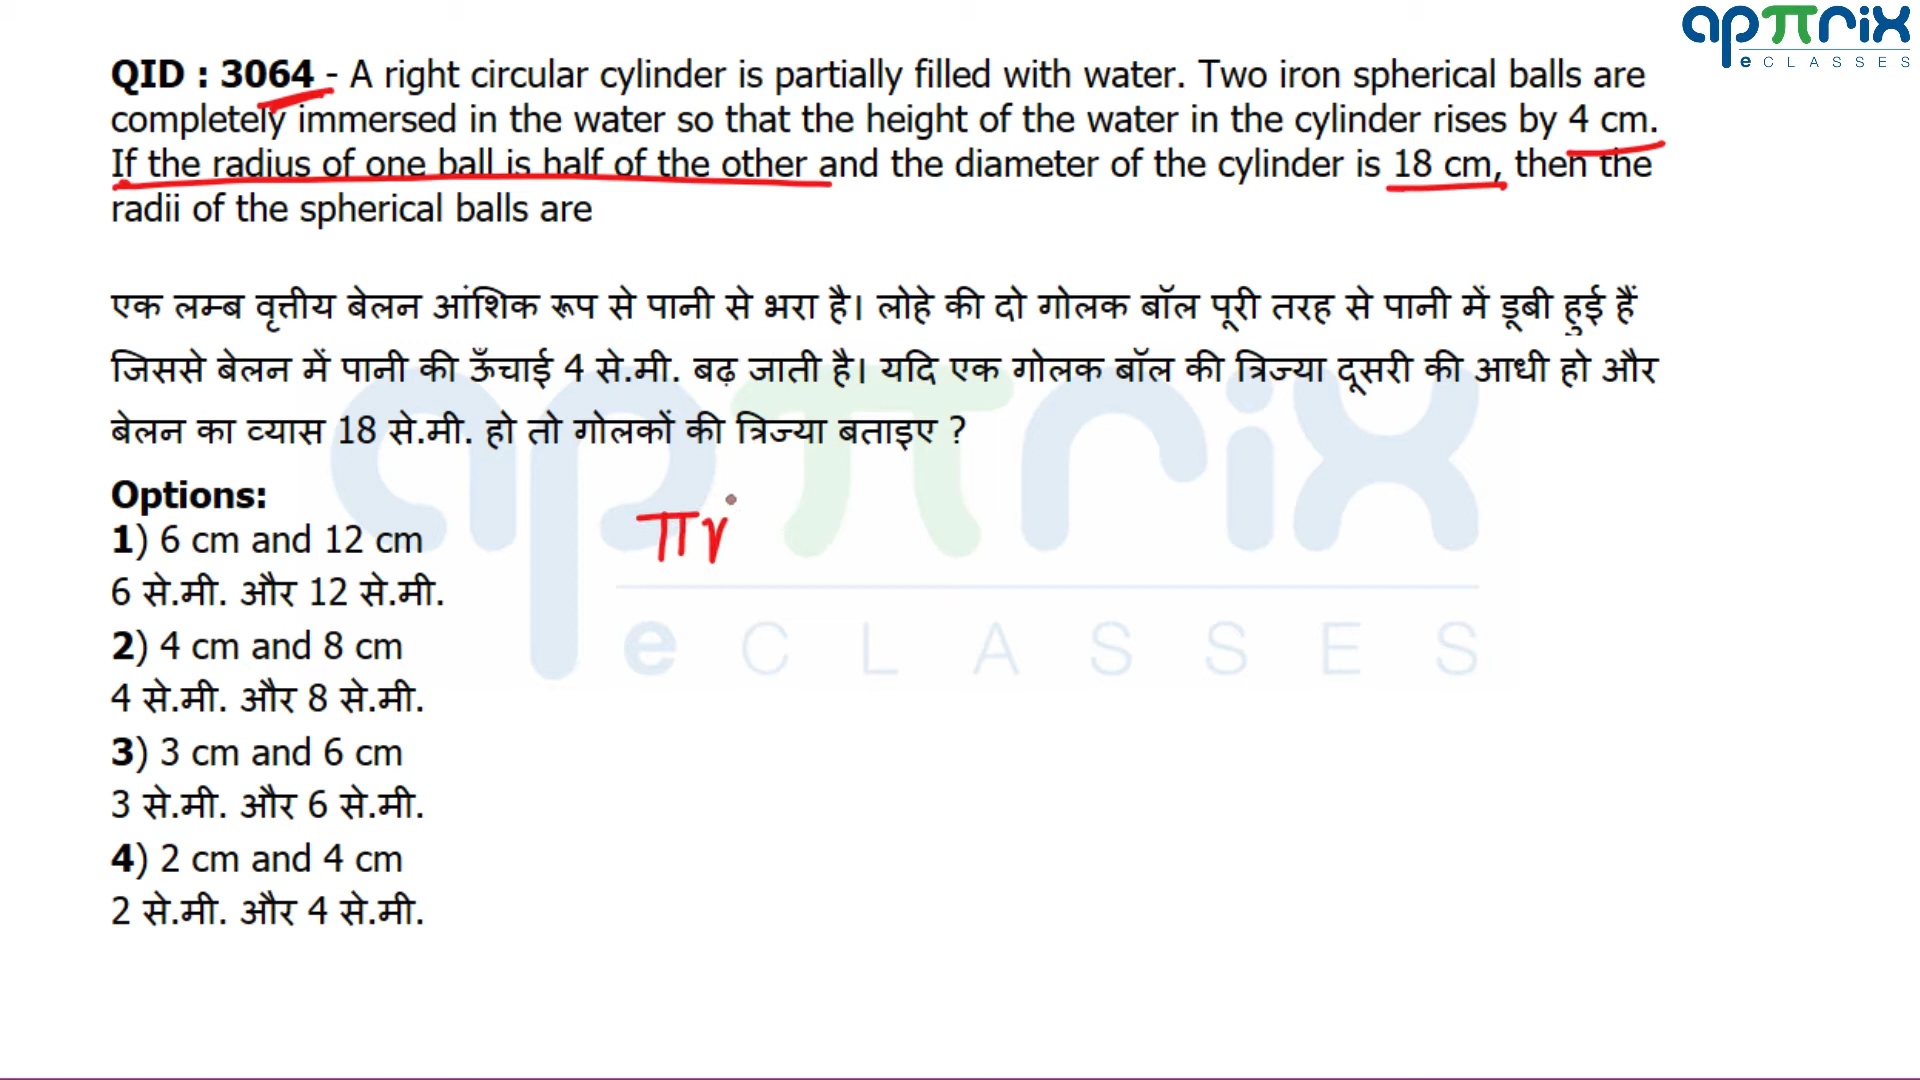 apπrix
e CLASSES
QID : 3064 - A right circular cylinder is partially filled with water. Two iron spherical balls are
completely immersed in the water so that the height of the water in the cylinder rises by 4 cm.
If the radius of one ball is half of the other and the diameter of the cylinder is 18 cm, then the
radii of the spherical balls are
एक लम्ब वृत्तीय बेलन आंशिक रूप से पानी से भरा है। लोहे की दो गोलक बॉल पूरी तरह से पानी में डूबी हुई हैं
जिससे बेलन में पानी की ऊँचाई 4 से.मी. बढ़ जाती है। यदि एक गोलक बॉल की त्रिज्या दूसरी की आधी हो और
बेलन का व्यास 18 से.मी. हो तो गोलकों की त्रिज्या बताइए ?
apπrix
Options:
πr
1) 6 cm and 12 cm
6 से.मी. और 12 से.मी.
e CLASSES
2) 4 cm and 8 cm
4 से.मी. और 8 से.मी.
3) 3 cm and 6 cm
3 से.मी. और 6 से.मी.
4) 2 cm and 4 cm
2 से.मी. और 4 से.मी.